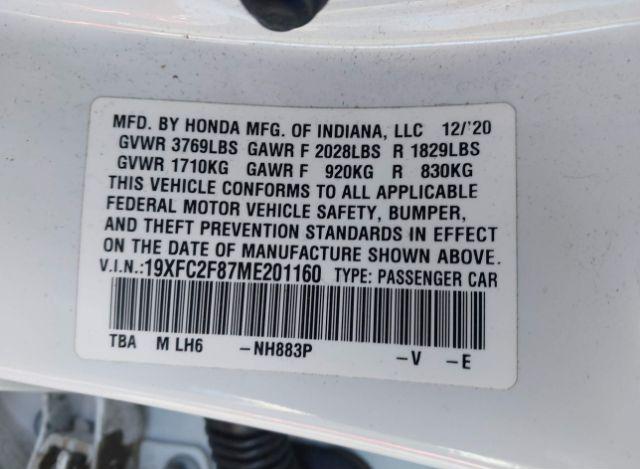 MFD. BY HONDA MFG. OF INDIANA, LLC 12/'20
GVWR 3769LBS GAWR F 2028LBS R 1829LBS
GVWR 1710KG GAWR F 920KG R 830KG
THIS VEHICLE CONFORMS TO ALL APPLICABLE
FEDERAL MOTOR VEHICLE SAFETY, BUMPER,
AND THEFT PREVENTION STANDARDS IN EFFECT
ON THE DATE OF MANUFACTURE SHOWN ABOVE.
V.I.N.:19XFC2F87ME201160 TYPE: PASSENGER CAR
TBA M LH6 -NH883P -V -E